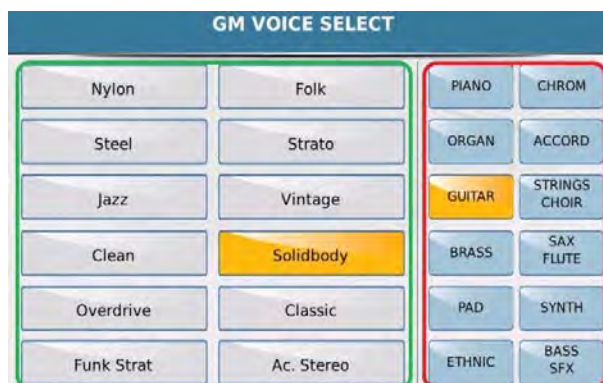 GM VOICE SELECT
Nylon
Folk
PIANO
CHROM
Steel
Strato
ORGAN
ACCORD
Jazz
Vintage
GUITAR
STRINGS
CHOIR
Clean
Solidbody
BRASS
SAX
FLUTE
Overdrive
Classic
PAD
SYNTH
Funk Strat
Ac. Stereo
ETHNIC
BASS
SFX